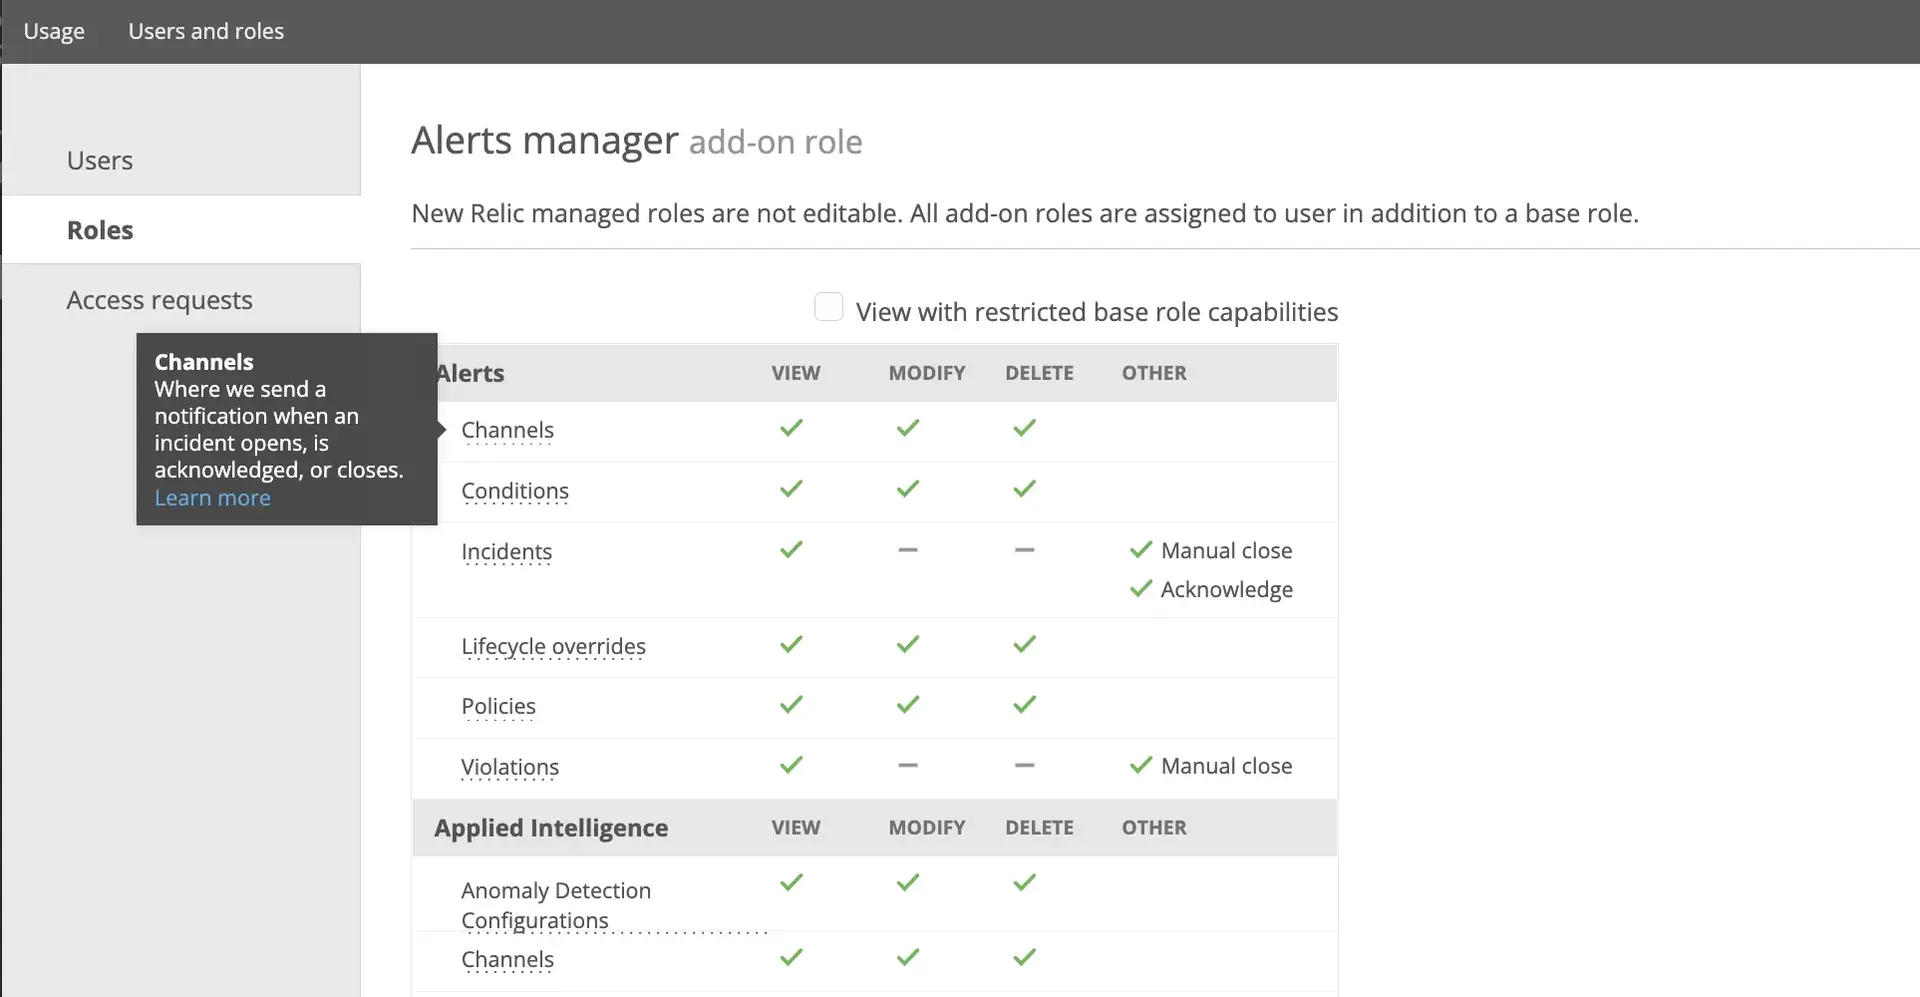 Usage Users and roles
Users
Roles
Access requests
Alerts manager add-on role
New Relic managed roles are not editable. All add-on roles are assigned to user in addition to a base role.
View with restricted base role capabilities
Channels
Where we send a
notification when an
incident opens, is
acknowledged, or closes.
Learn more
Alerts VIEW MODIFY DELETE OTHER
Channels
Conditions
Incidents Manual close
Acknowledge
Lifecycle overrides
Policies
Violations Manual close
Applied Intelligence VIEW MODIFY DELETE OTHER
Anomaly Detection
Configurations
Channels